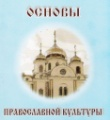 ОСНОВЫ
ПРАВОСЛАВНОЙ КУЛЬТУРЫ